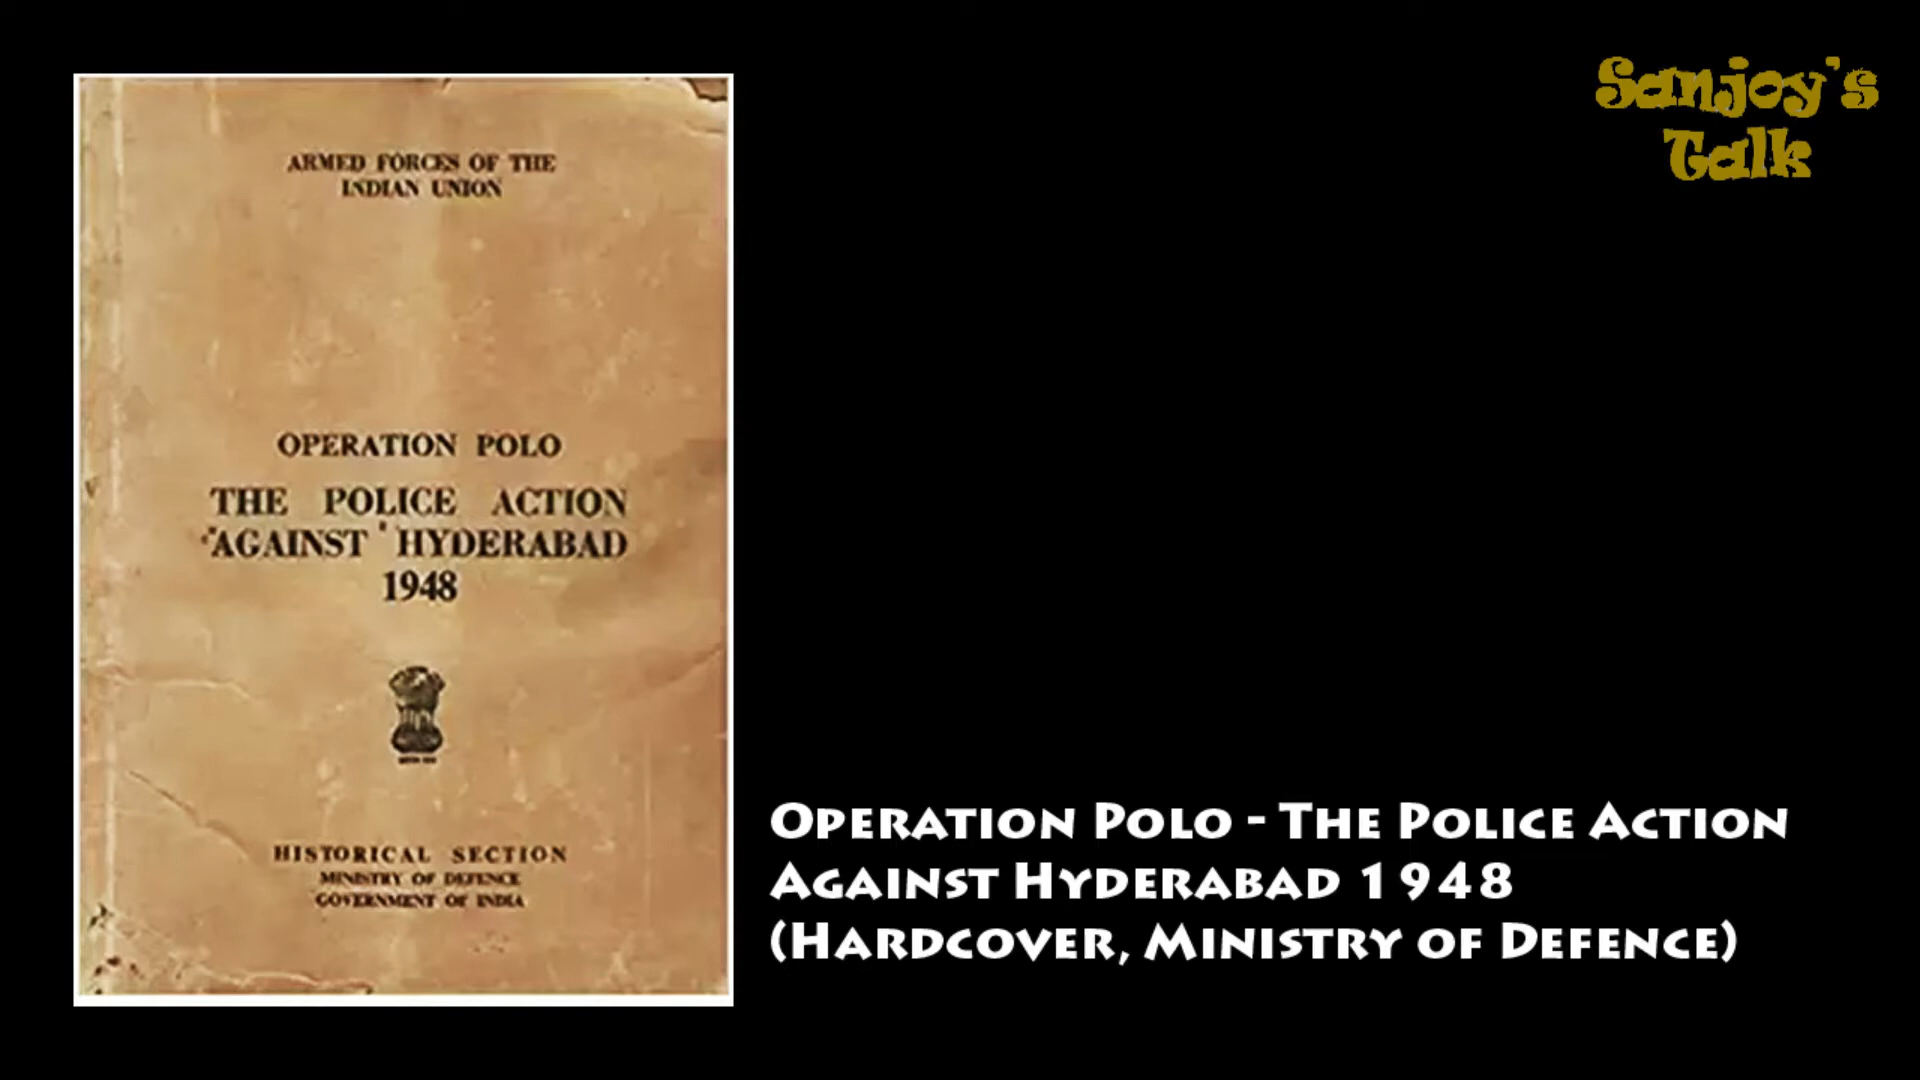 ARMED FORCES OF THE
INDIAN UNION
OPERATION POLO
THE POLICE ACTION
AGAINST HYDERABAD
1948
HISTORICAL SECTION
MINISTRY OF DEFENCE
GOVERNMENT OF INDIA
Sanjoy's
Talk
OPERATION POLO - THE POLICE ACTION
AGAINST HYDERABAD 1948
(HARDCOVER, MINISTRY OF DEFENCE)